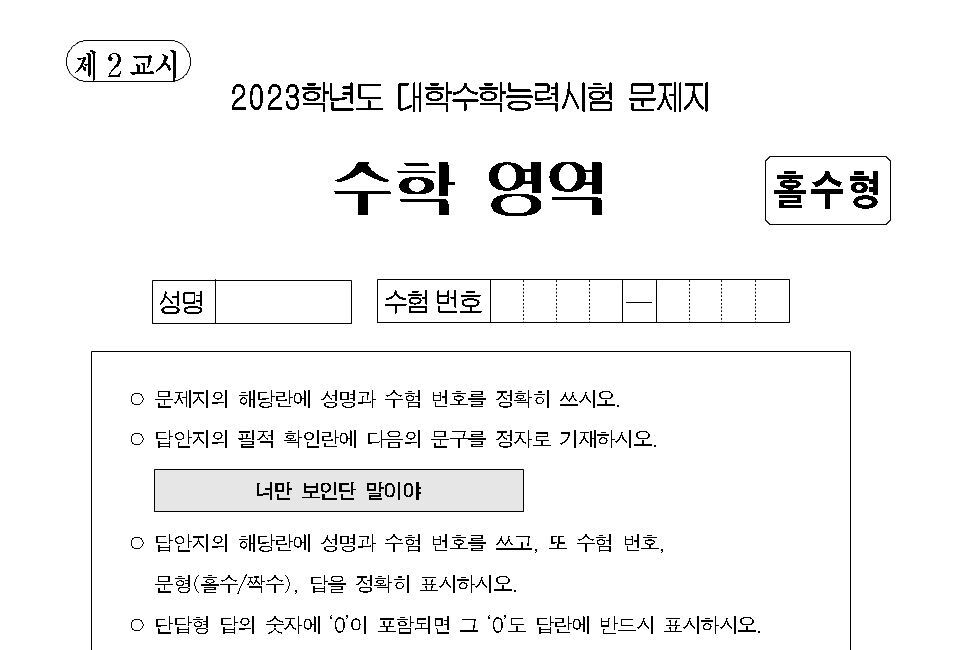 제 2 교시
2023학년도 대학수학능력시험 문제지
수학 영역
홀수형
성명
수험 번호 —
○ 문제지의 해당란에 성명과 수험 번호를 정확히 쓰시오.
○ 답안지의 필적 확인란에 다음의 문구를 정자로 기재하시오.
너만 보인단 말이야
○ 답안지의 해당란에 성명과 수험 번호를 쓰고, 또 수험 번호,
문형(홀수/짝수), 답을 정확히 표시하시오.
○ 단답형 답의 숫자에 ‘0’이 포함되면 그 ‘0’도 답란에 반드시 표시하시오.